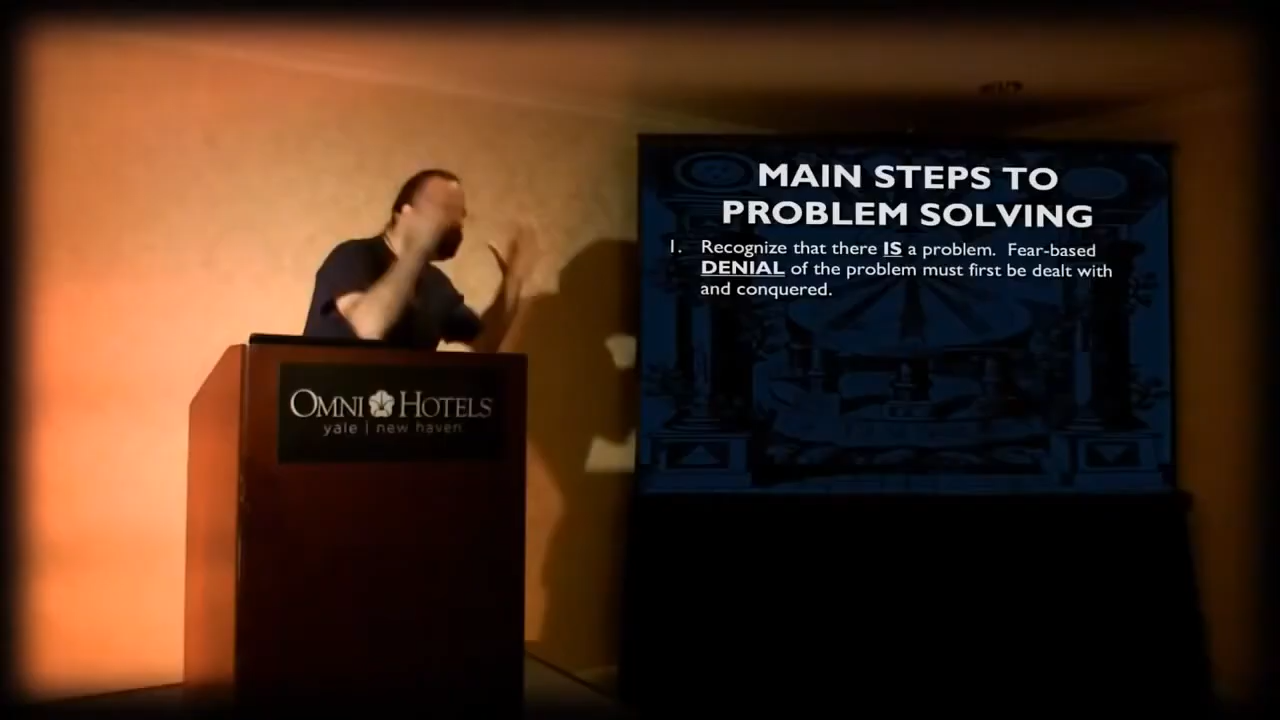 MAIN STEPS TO
PROBLEM SOLVING
1. Recognize that there IS a problem. Fear-based
DENIAL of the problem must first be dealt with
and conquered.
OMNI HOTELS
yale | new haven